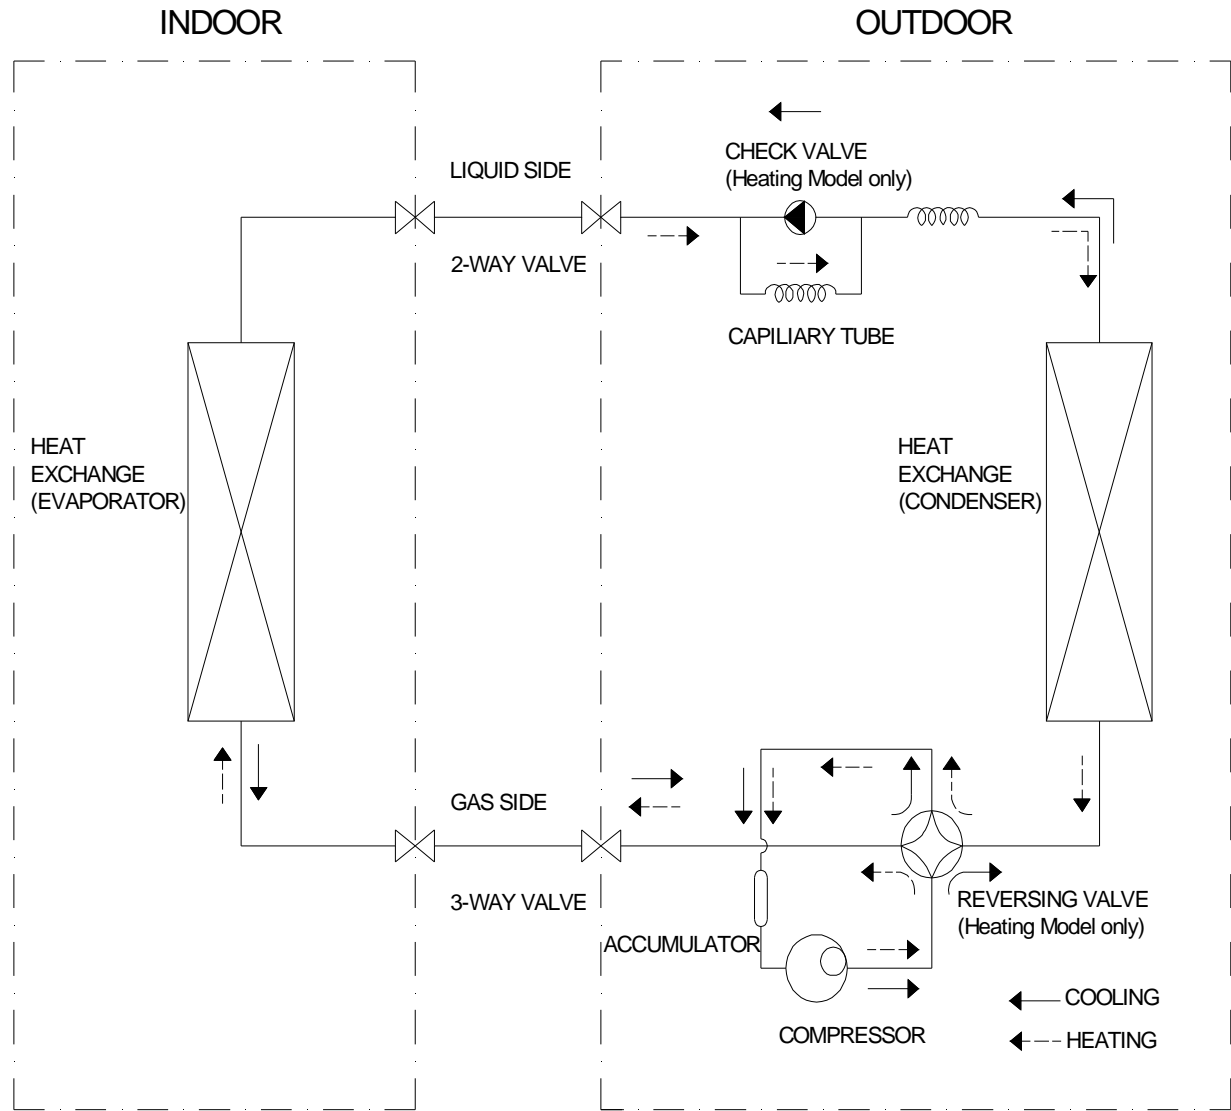 INDOOR
OUTDOOR
LIQUID SIDE
2-WAY VALVE
CHECK VALVE
(Heating Model only)
CAPILIARY TUBE
HEAT
EXCHANGE
(EVAPORATOR)
HEAT
EXCHANGE
(CONDENSER)
GAS SIDE
3-WAY VALVE
REVERSING VALVE
(Heating Model only)
ACCUMULATOR
COMPRESSOR
COOLING
HEATING